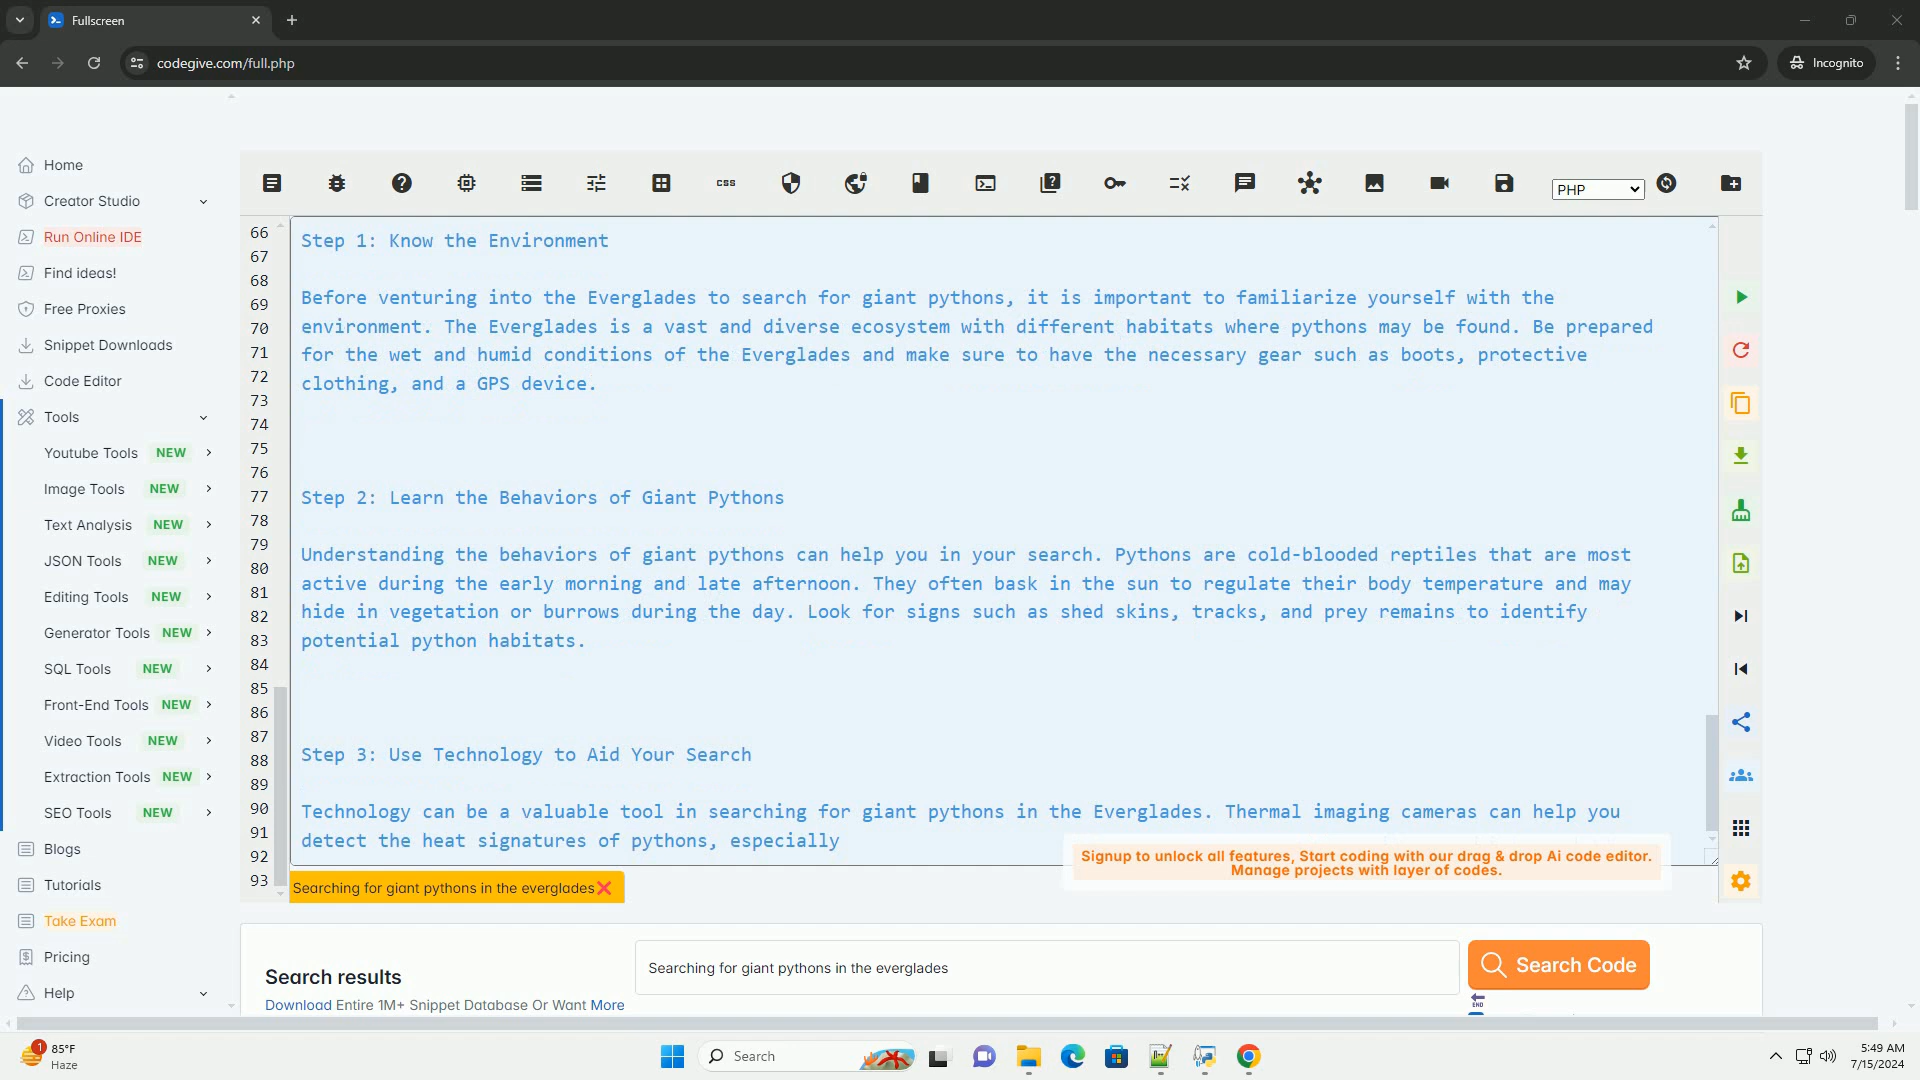 Fullscreen
codegive.com/full.php
Incognito
Home
Creator Studio
Run Online IDE
Find ideas!
Free Proxies
Snippet Downloads
Code Editor
Tools
Youtube Tools NEW
Image Tools NEW
Text Analysis NEW
JSON Tools NEW
Editing Tools NEW
Generator Tools NEW
SQL Tools NEW
Front-End Tools NEW
Video Tools NEW
Extraction Tools NEW
SEO Tools NEW
Blogs
Tutorials
Take Exam
Pricing
Help
css
PHP
66
67
68
69
70
71
72
73
74
75
76
77
78
79
80
81
82
83
84
85
86
87
88
89
90
91
92
93
Step 1: Know the Environment
Before venturing into the Everglades to search for giant pythons, it is important to familiarize yourself with the
environment. The Everglades is a vast and diverse ecosystem with different habitats where pythons may be found. Be prepared
for the wet and humid conditions of the Everglades and make sure to have the necessary gear such as boots, protective
clothing, and a GPS device.
Step 2: Learn the Behaviors of Giant Pythons
Understanding the behaviors of giant pythons can help you in your search. Pythons are cold-blooded reptiles that are most
active during the early morning and late afternoon. They often bask in the sun to regulate their body temperature and may
hide in vegetation or burrows during the day. Look for signs such as shed skins, tracks, and prey remains to identify
potential python habitats.
Step 3: Use Technology to Aid Your Search
Technology can be a valuable tool in searching for giant pythons in the Everglades. Thermal imaging cameras can help you
detect the heat signatures of pythons, especially
Signup to unlock all features, Start coding with our drag & drop Ai code editor.
Manage projects with layer of codes.
Searching for giant pythons in the everglades
Search results
Download Entire 1M+ Snippet Database Or Want More
Searching for giant pythons in the everglades
Search Code
END
1
85°F
Haze
Search
5:49 AM
7/15/2024